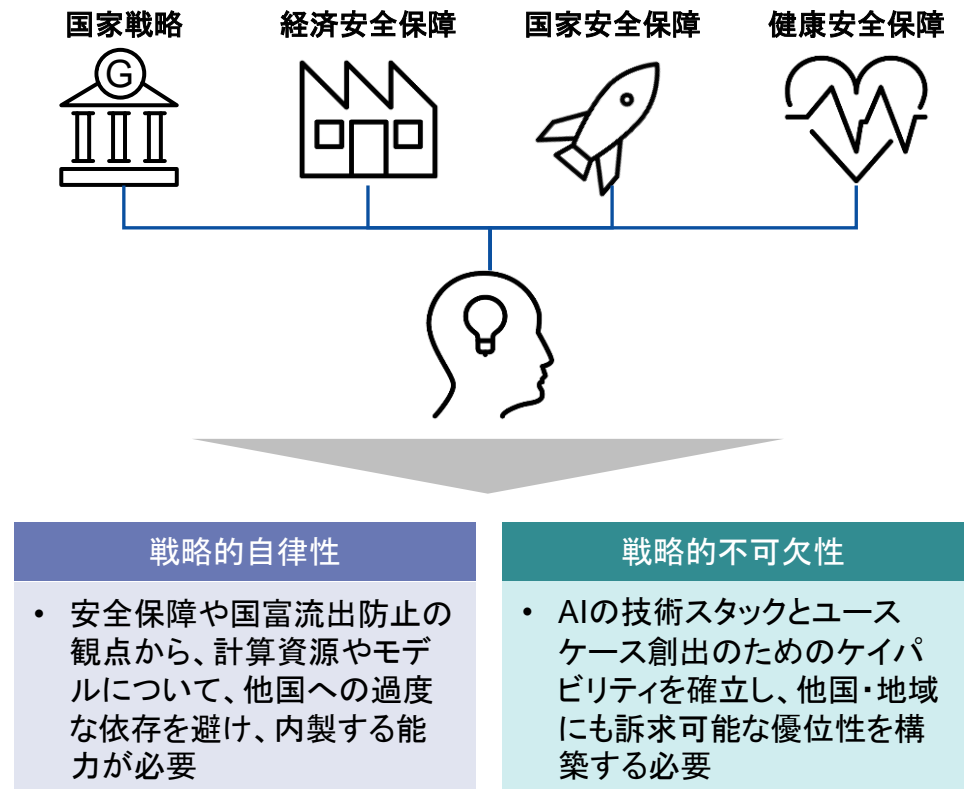 国家戦略 経済安全保障 国家安全保障 健康安全保障
G
戦略的自律性
• 安全保障や国富流出防止の
観点から、計算資源やモデ
ルについて、他国への過度
な依存を避け、内製する能
力が必要
戦略的不可欠性
• AIの技術スタックとユース
ケース創出のためのケイパ
ビリティを確立し、他国・地域
にも訴求可能な優位性を構
築する必要